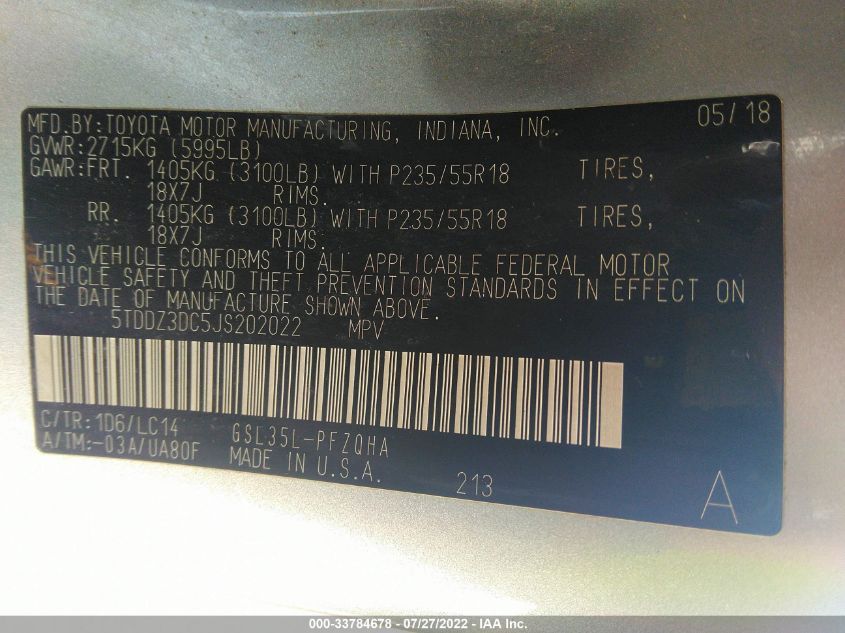 MFD.BY:TOYOTA MOTOR MANUFACTURING, INDIANA, INC. 05/18
GVWR:2715KG (5995LB)
GAWR:FRT. 1405KG (3100LB) WITH P235/55R18 TIRES,
18X7J RIMS.
RR. 1405KG (3100LB) WITH P235/55R18 TIRES,
18X7J RIMS.
THIS VEHICLE CONFORMS TO ALL APPLICABLE FEDERAL MOTOR
VEHICLE SAFETY AND THEFT PREVENTION STANDARDS IN EFFECT ON
THE DATE OF MANUFACTURE SHOWN ABOVE.
5TDDZ3DC5JS202022 MPV
C/TR:1D6/LC14 GSL35L-PFZQHA
A/TM:-03A/UA80F MADE IN U.S.A. 213 A
000-33784678 - 07/27/2022 - IAA Inc.